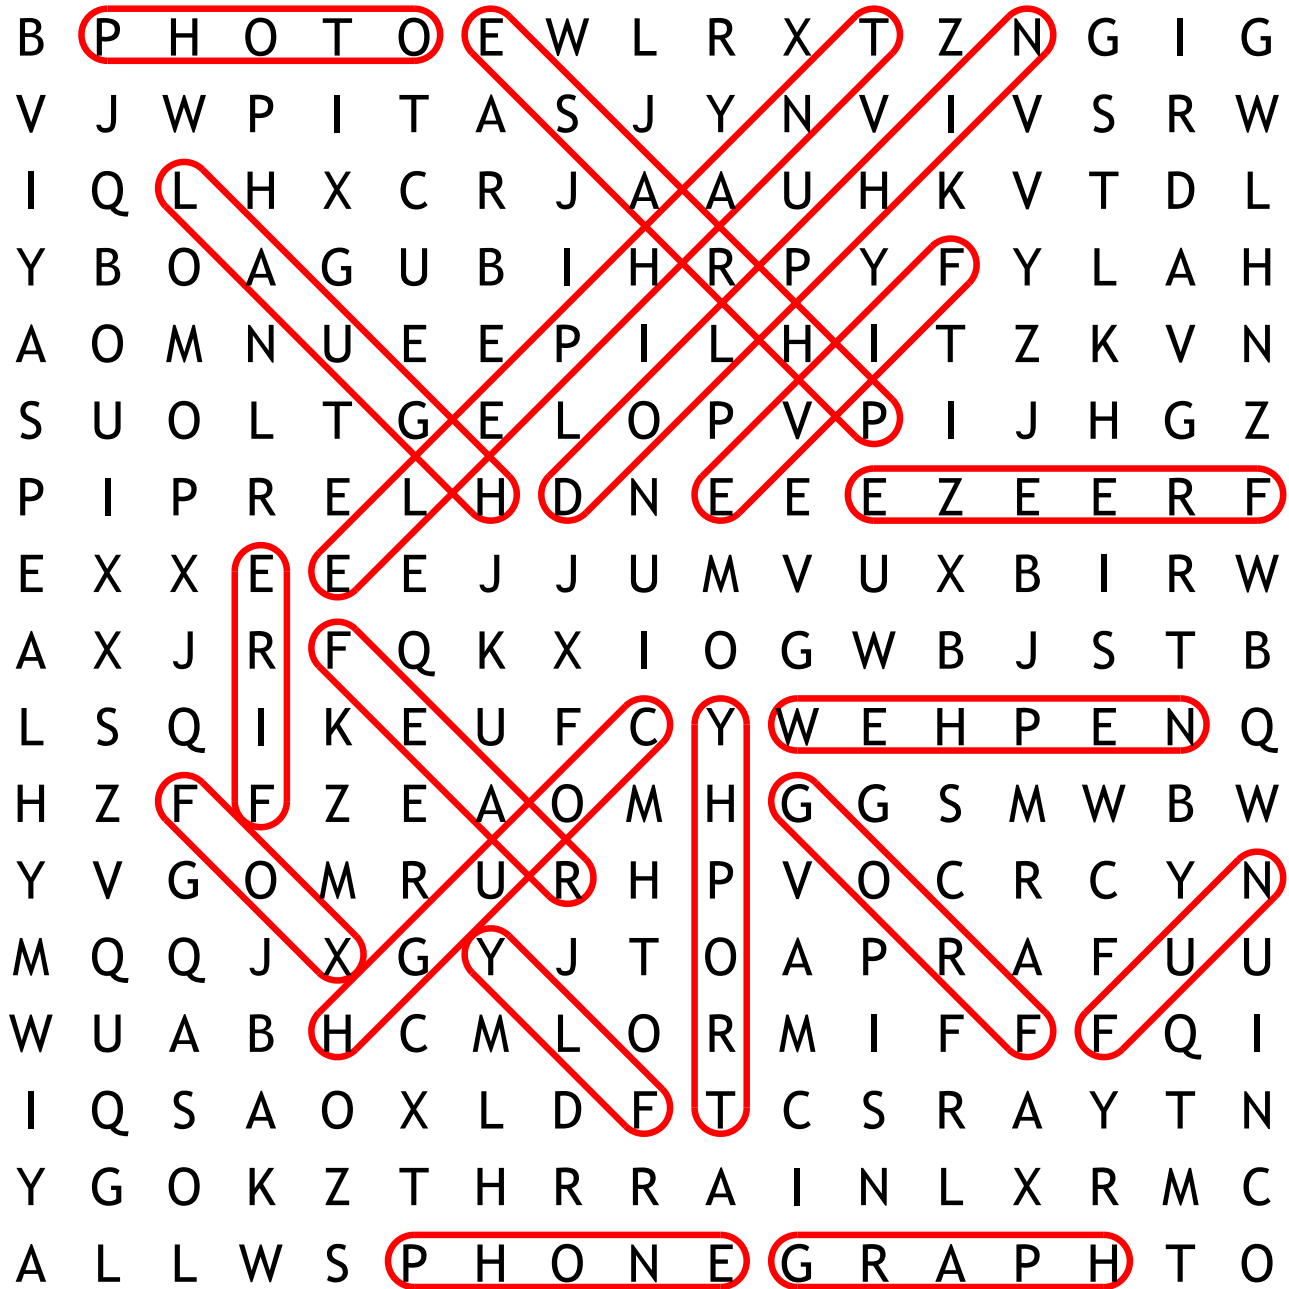 B P H O T O E W L R X T Z N G I G
V J W P I T A S J Y N V I V S R W
I Q L H X C R J A A U H K V T D L
Y B O A G U B I H R P Y F Y L A H
A O M N U E E P I L H I T Z K V N
S U O L T G E L O P V P I J H G Z
P I P R E L H D N E E E Z E E R F
E X X E E E J J U M V U X B I R W
A X J R F Q K X I O G W B J S T B
L S Q I K E U F C Y W E H P E N Q
H Z F F Z E A O M H G G S M W B W
Y V G O M R U R H P V O C R C Y N
M Q Q J X G Y J T O A P R A F U U
W U A B H C M L O R M I F F F Q I
I Q S A O X L D F T C S R A Y T N
Y G O K Z T H R R A I N L X R M C
A L L W S P H O N E G R A P H T O